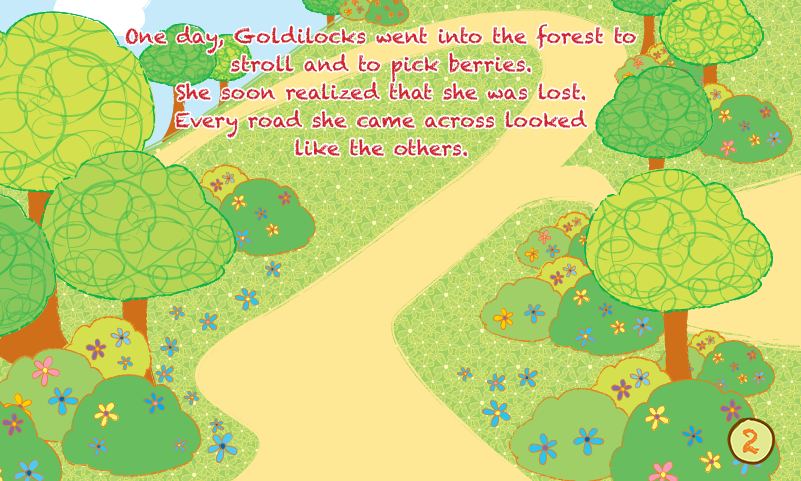 One day, Goldilocks went into the forest to
stroll and to pick berries.
She soon realized that she was lost.
Every road she came across looked
like the others.
2